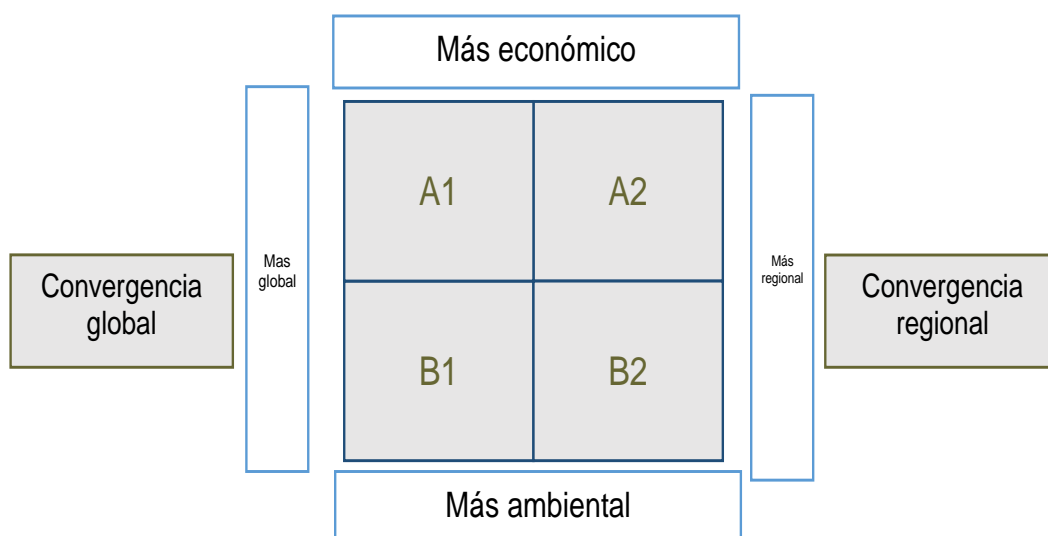 Más económico
A1
A2
Mas
global
Más
regional
Convergencia
global
Convergencia
regional
B1
B2
Más ambiental